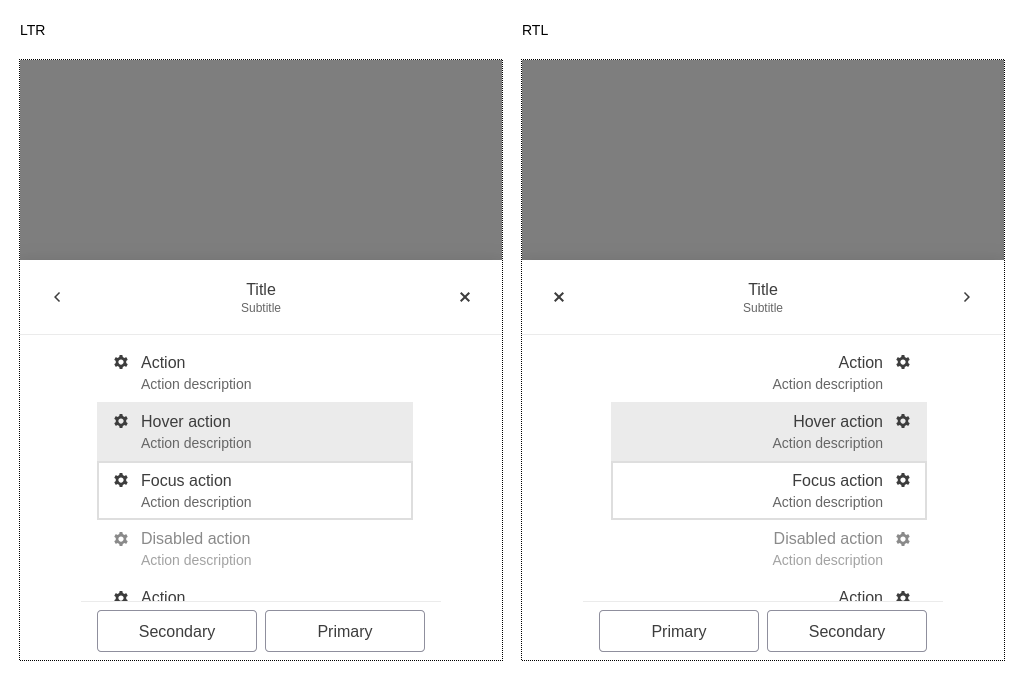 LTR
Title
Subtitle
Action
Action description
Hover action
Action description
Focus action
Action description
Disabled action
Action description
Action
Secondary
Primary
RTL
Title
Subtitle
Action
Action description
Hover action
Action description
Focus action
Action description
Disabled action
Action description
Action
Primary
Secondary